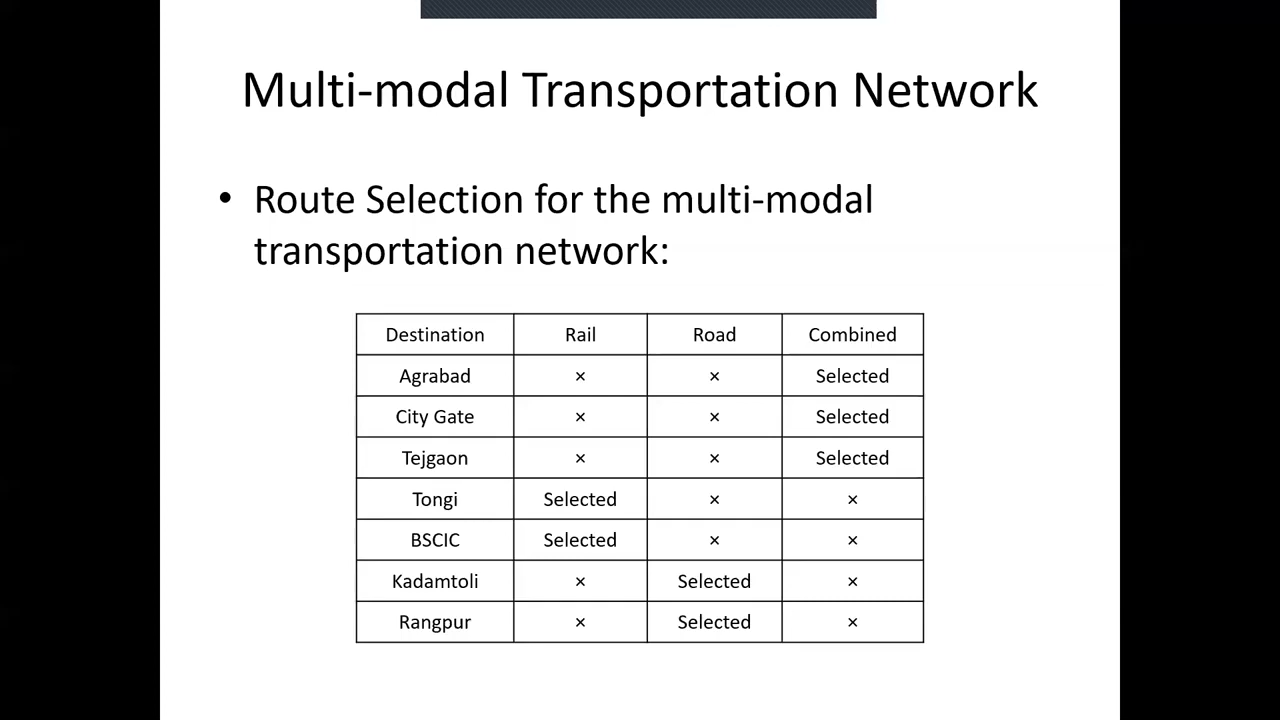 Multi-modal Transportation Network
• Route Selection for the multi-modal
transportation network:
Destination Rail Road Combined
Agrabad × × Selected
City Gate × × Selected
Tejgaon × × Selected
Tongi Selected × ×
BSCIC Selected × ×
Kadamtoli × Selected ×
Rangpur × Selected ×